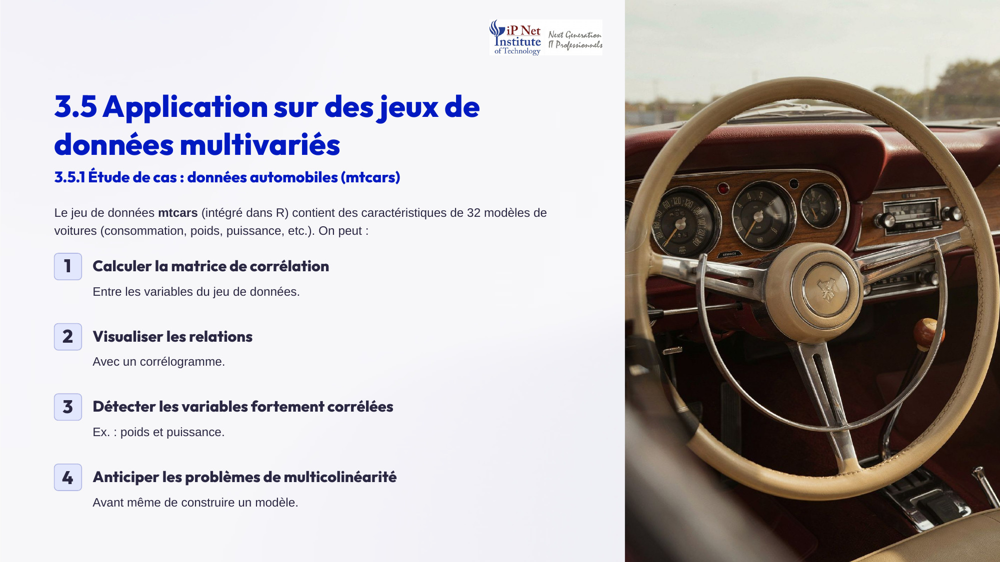 iP Net
Institute
of Technology
Next Generation
IT Professionnels
3.5 Application sur des jeux de
données multivariés
3.5.1 Étude de cas : données automobiles (mtcars)
Le jeu de données mtcars (intégré dans R) contient des caractéristiques de 32 modèles de
voitures (consommation, poids, puissance, etc.). On peut :
1 Calculer la matrice de corrélation
Entre les variables du jeu de données.
2 Visualiser les relations
Avec un corrélogramme.
3 Détecter les variables fortement corrélées
Ex. : poids et puissance.
4 Anticiper les problèmes de multicolinéarité
Avant même de construire un modèle.